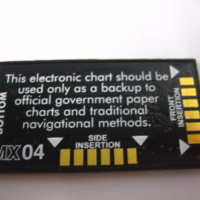 This electronic chart should be
used only as a backup to
official government paper
charts and traditional
navigational methods.
BOTTOM
MX 04
SIDE
INSERTION
FRONT
INSERTION